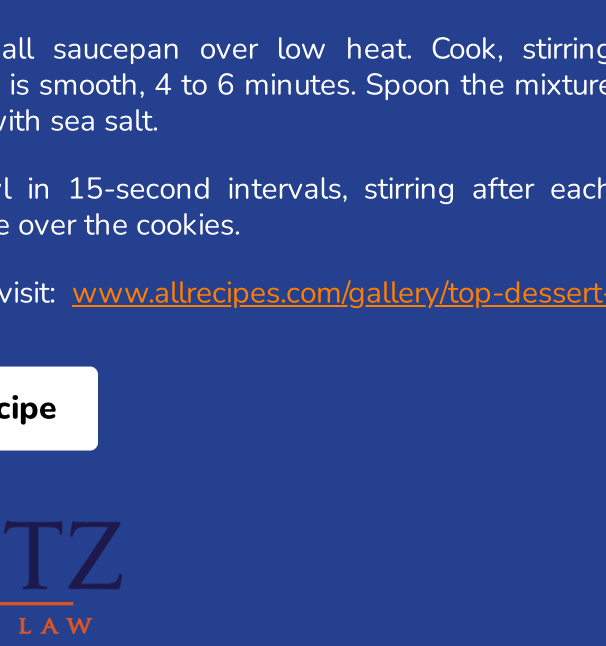 all saucepan over low heat. Cook, stirring
is smooth, 4 to 6 minutes. Spoon the mixture
with sea salt.
in 15-second intervals, stirring after each
over the cookies.
visit: www.allrecipes.com/gallery/top-dessert-
cipe
TZ
LAW